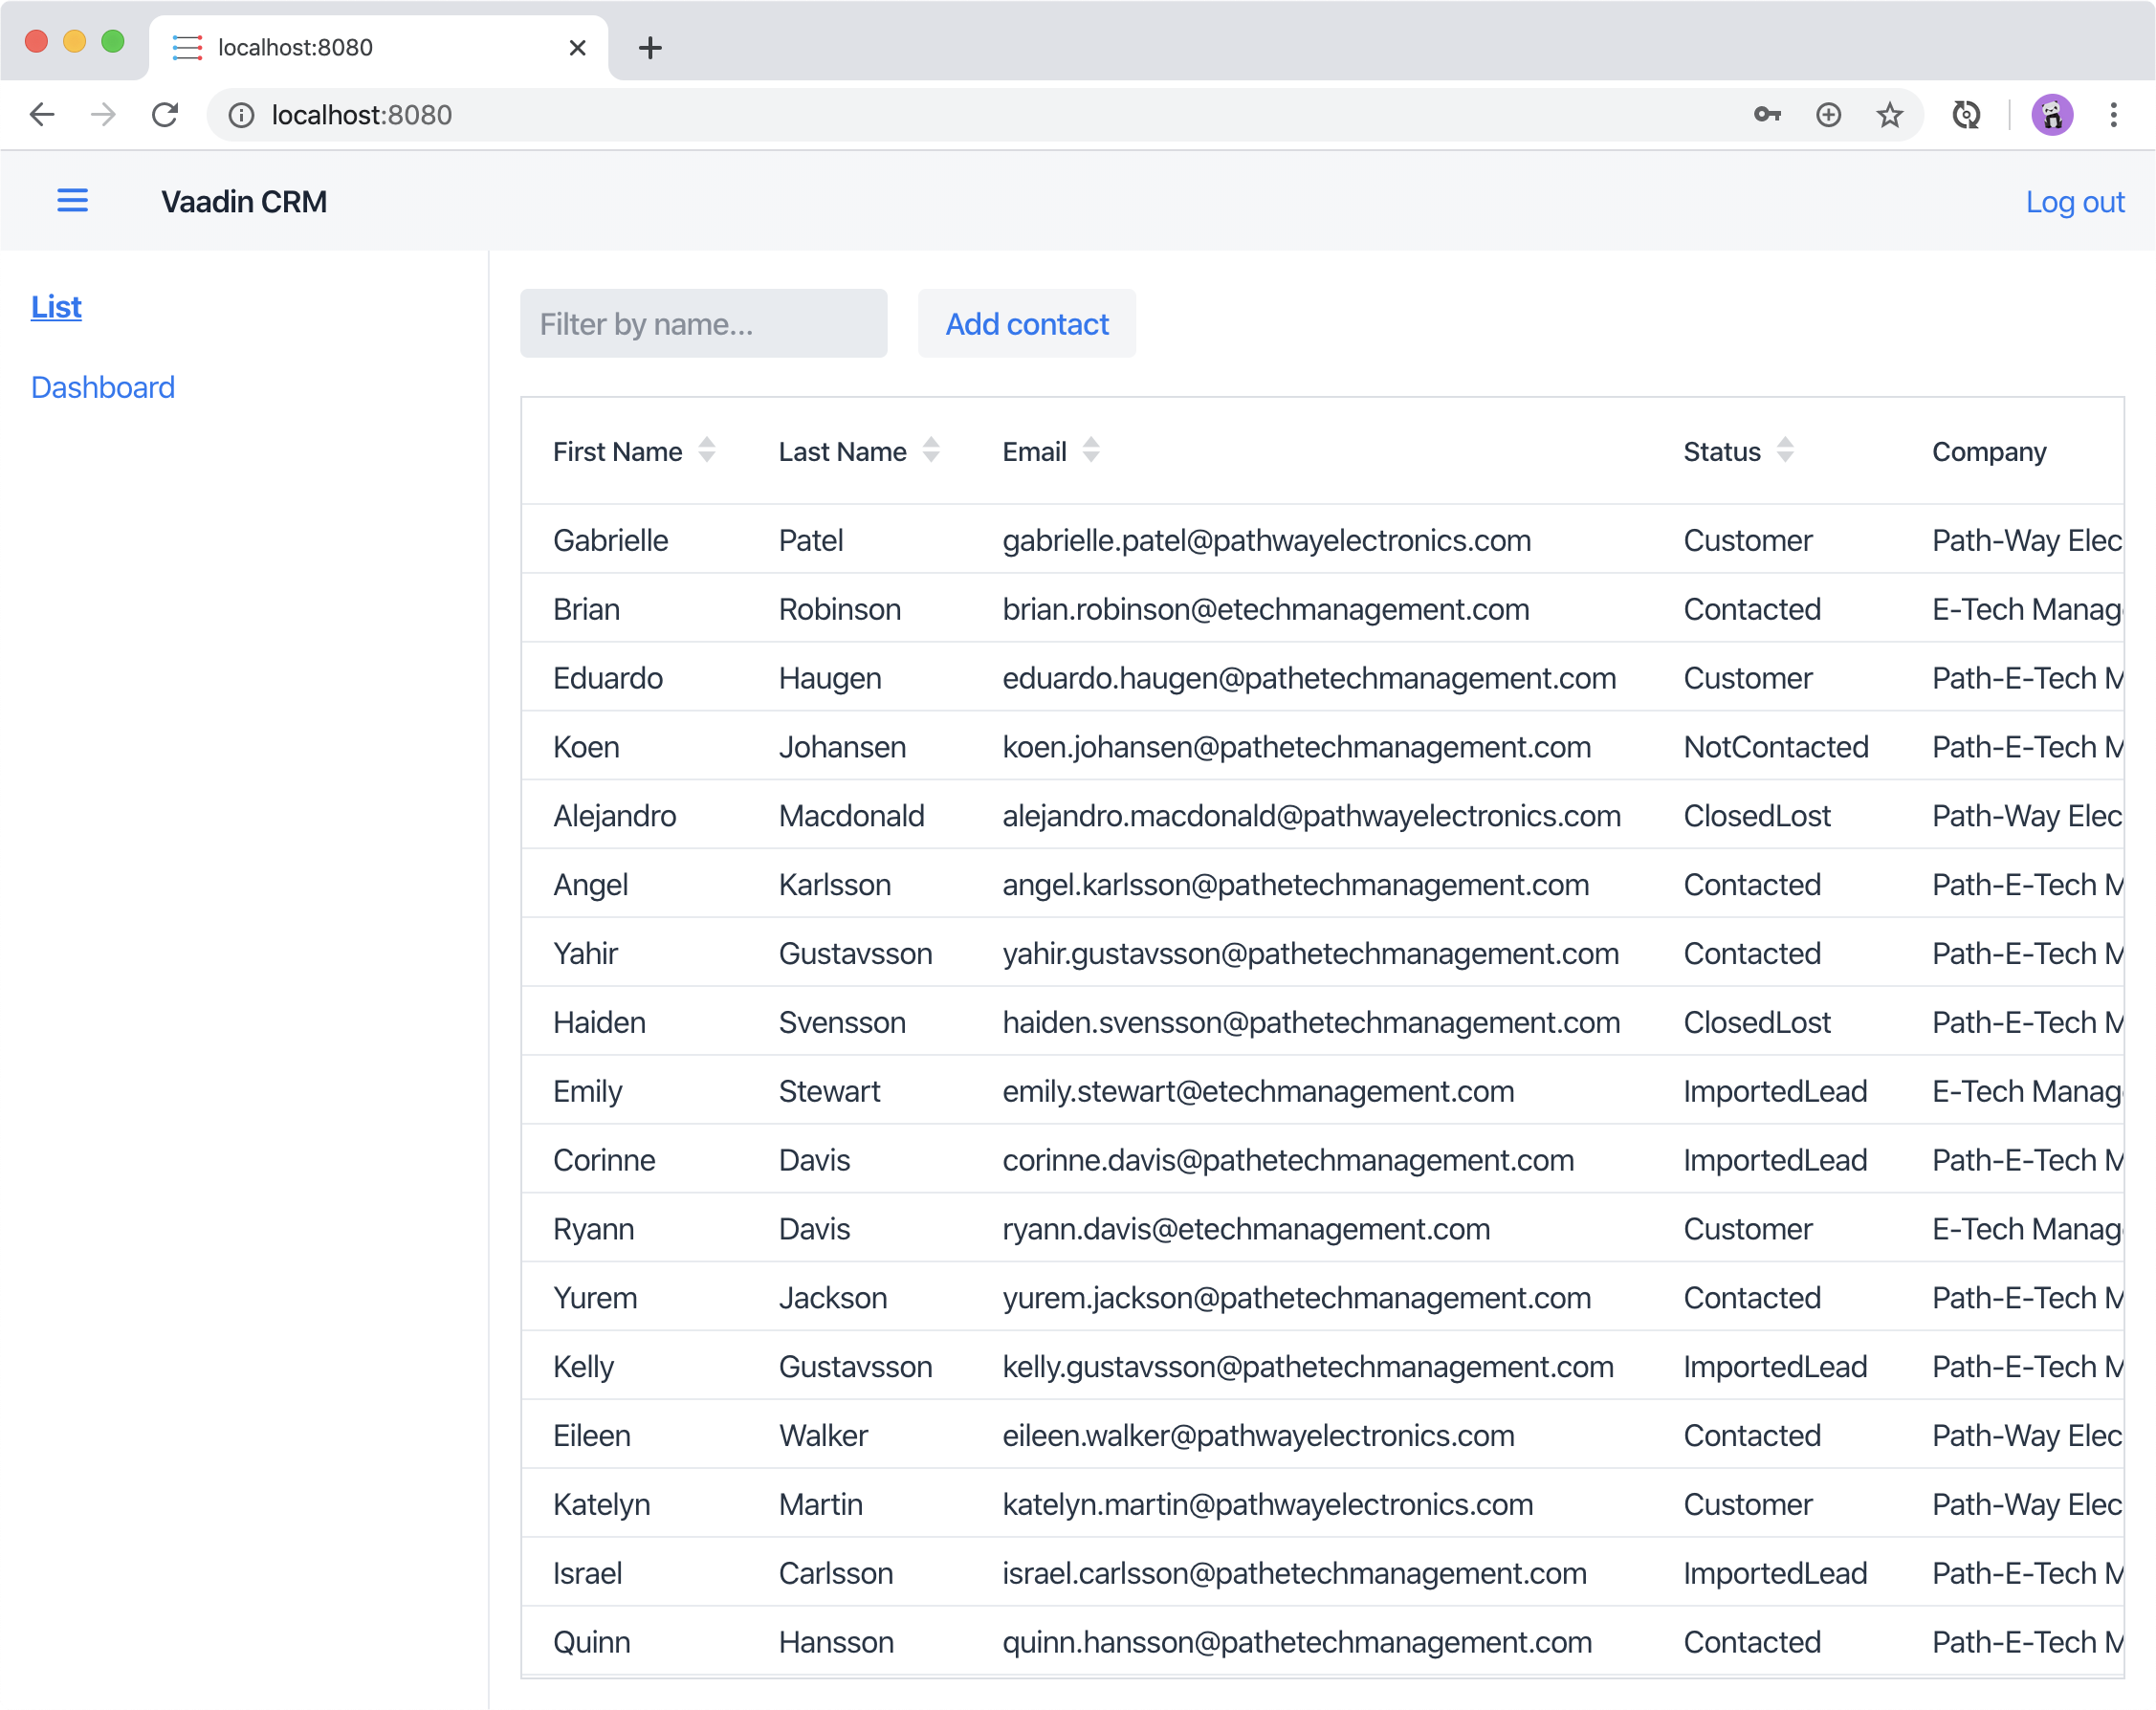 localhost:8080
localhost:8080
Vaadin CRM Log out
List
Dashboard
Filter by name... Add contact
First Name Last Name Email Status Company
Gabrielle Patel gabrielle.patel@pathwayelectronics.com Customer Path-Way Elec
Brian Robinson brian.robinson@etechmanagement.com Contacted E-Tech Manag
Eduardo Haugen eduardo.haugen@pathetechmanagement.com Customer Path-E-Tech M
Koen Johansen koen.johansen@pathetechmanagement.com NotContacted Path-E-Tech M
Alejandro Macdonald alejandro.macdonald@pathwayelectronics.com ClosedLost Path-Way Elec
Angel Karlsson angel.karlsson@pathetechmanagement.com Contacted Path-E-Tech M
Yahir Gustavsson yahir.gustavsson@pathetechmanagement.com Contacted Path-E-Tech M
Haiden Svensson haiden.svensson@pathetechmanagement.com ClosedLost Path-E-Tech M
Emily Stewart emily.stewart@etechmanagement.com ImportedLead E-Tech Manag
Corinne Davis corinne.davis@pathetechmanagement.com ImportedLead Path-E-Tech M
Ryann Davis ryann.davis@etechmanagement.com Customer E-Tech Manag
Yurem Jackson yurem.jackson@pathetechmanagement.com Contacted Path-E-Tech M
Kelly Gustavsson kelly.gustavsson@pathetechmanagement.com ImportedLead Path-E-Tech M
Eileen Walker eileen.walker@pathwayelectronics.com Contacted Path-Way Elec
Katelyn Martin katelyn.martin@pathwayelectronics.com Customer Path-Way Elec
Israel Carlsson israel.carlsson@pathetechmanagement.com ImportedLead Path-E-Tech M
Quinn Hansson quinn.hansson@pathetechmanagement.com Contacted Path-E-Tech M